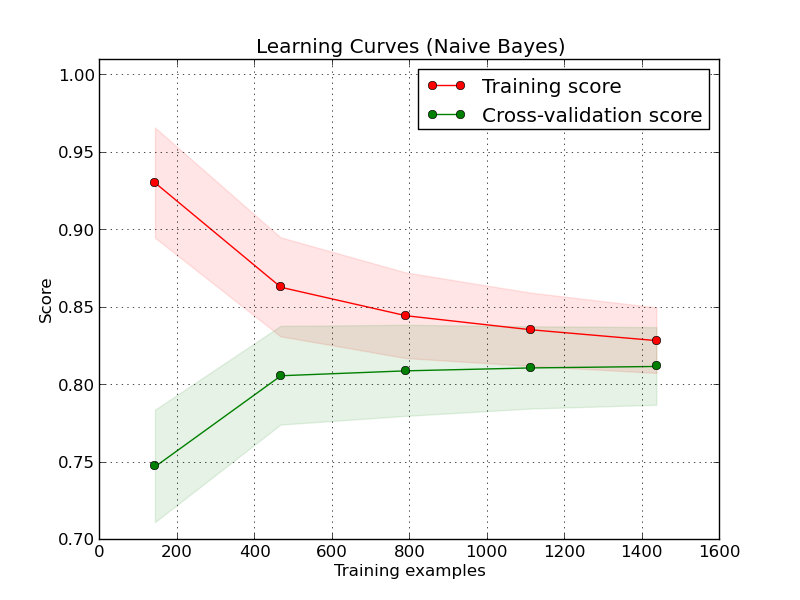 Learning Curves (Naive Bayes)
1.00
0.95
0.90
0.85
0.80
0.75
0.70
Score
Training score
Cross-validation score
0 200 400 600 800 1000 1200 1400 1600
Training examples